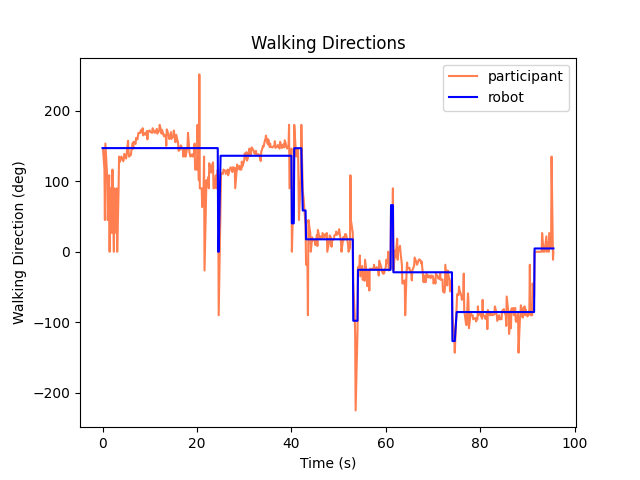 Walking Directions
participant
robot
Walking Direction (deg)
200
100
0
−100
−200
0 20 40 60 80 100
Time (s)